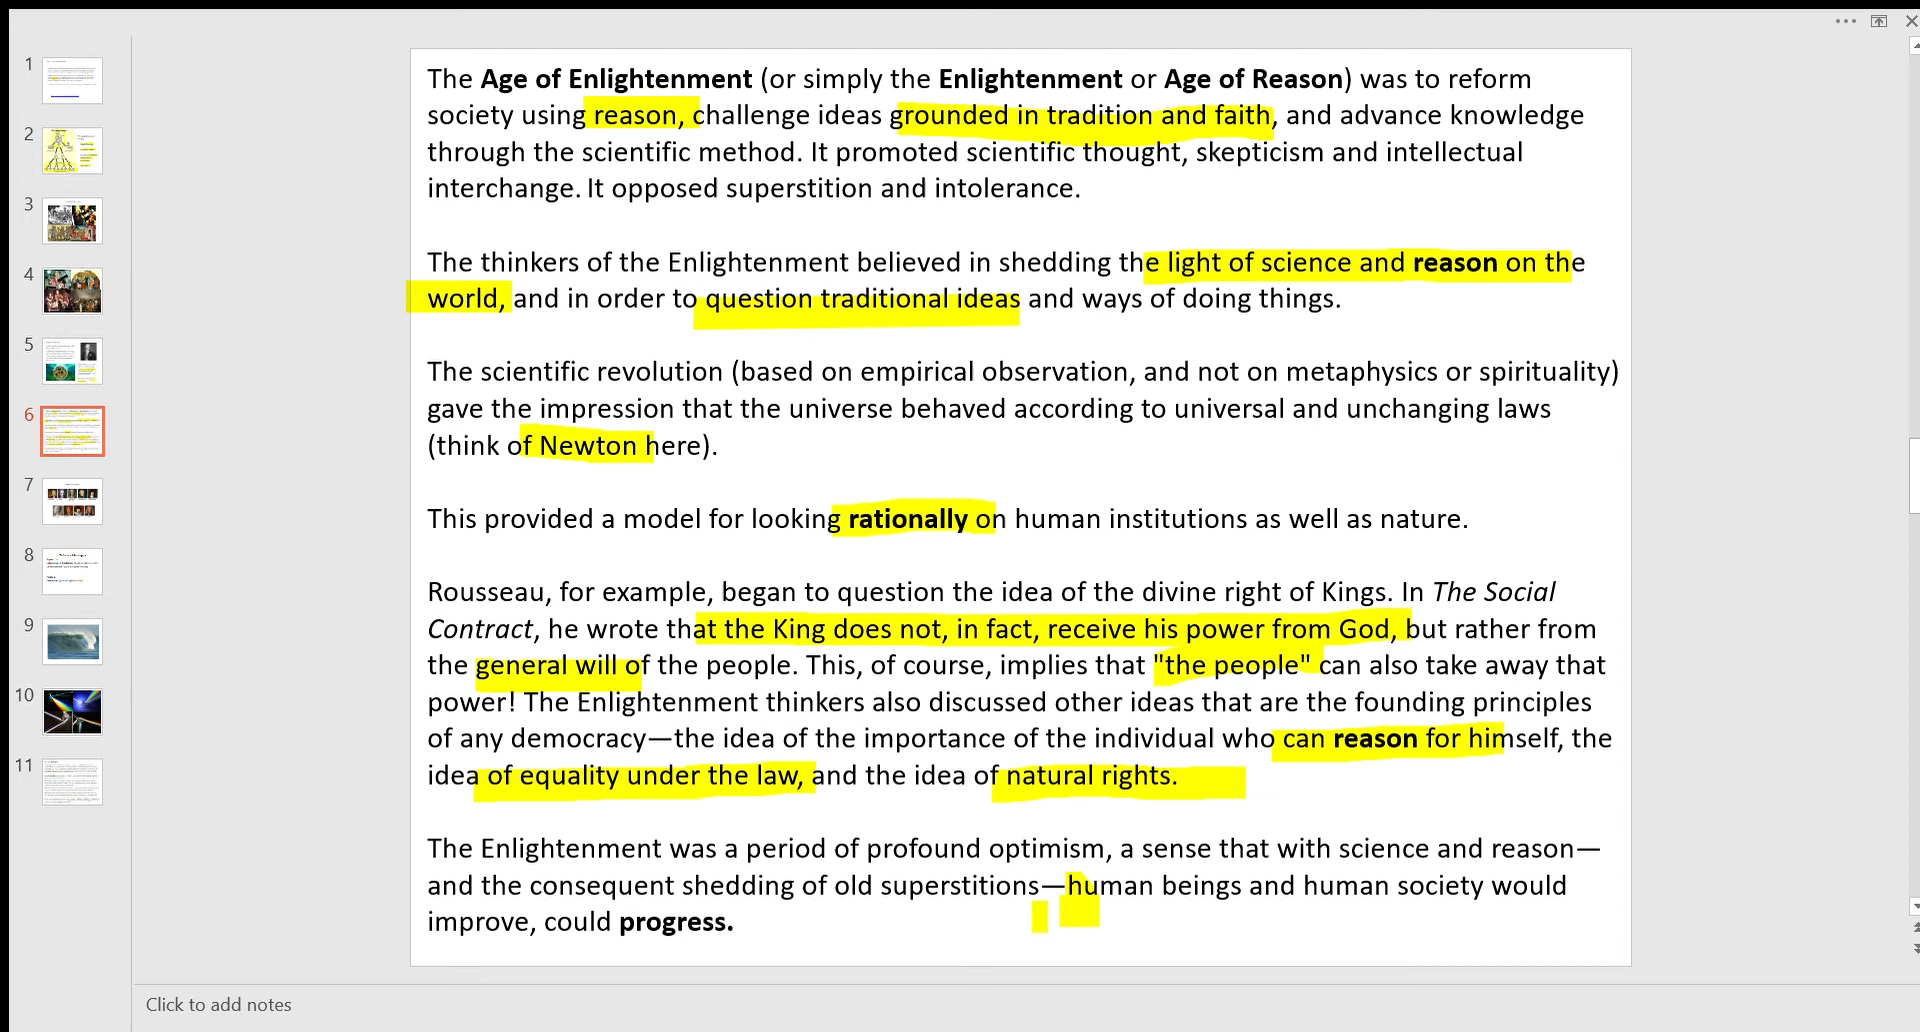 1
2
3
4
5
6
7
8
9
10
11
The Age of Enlightenment (or simply the Enlightenment or Age of Reason) was to reform
society using reason, challenge ideas grounded in tradition and faith, and advance knowledge
through the scientific method. It promoted scientific thought, skepticism and intellectual
interchange. It opposed superstition and intolerance.
The thinkers of the Enlightenment believed in shedding the light of science and reason on the
world, and in order to question traditional ideas and ways of doing things.
The scientific revolution (based on empirical observation, and not on metaphysics or spirituality)
gave the impression that the universe behaved according to universal and unchanging laws
(think of Newton here).
This provided a model for looking rationally on human institutions as well as nature.
Rousseau, for example, began to question the idea of the divine right of Kings. In The Social
Contract, he wrote that the King does not, in fact, receive his power from God, but rather from
the general will of the people. This, of course, implies that "the people" can also take away that
power! The Enlightenment thinkers also discussed other ideas that are the founding principles
of any democracy—the idea of the importance of the individual who can reason for himself, the
idea of equality under the law, and the idea of natural rights.
The Enlightenment was a period of profound optimism, a sense that with science and reason—
and the consequent shedding of old superstitions—human beings and human society would
improve, could progress.
Click to add notes